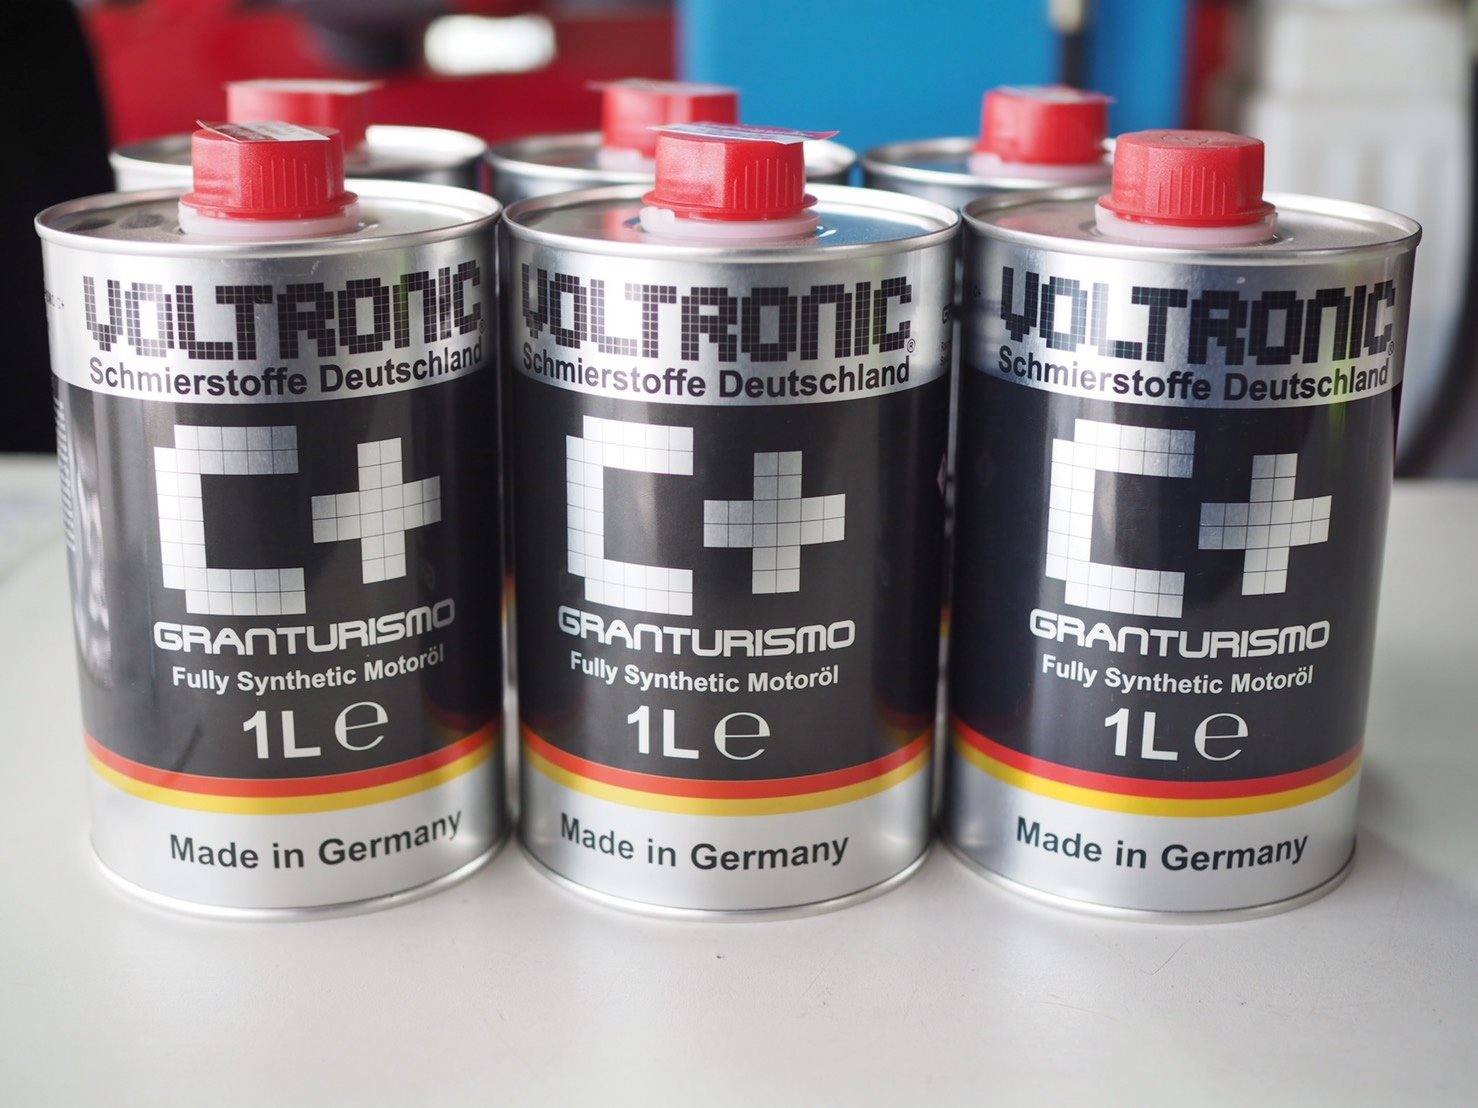 VOLTRONIC
Schmierstoffe Deutschland
C+
GRANTURISMO
Fully Synthetic Motoröl
1L ℮
Made in Germany
VOLTRONIC®
Schmierstoffe Deutschland
C+
GRANTURISMO
Fully Synthetic Motoröl
1L ℮
Made in Germany
VOLTRONIC
Schmierstoffe Deutschland
C+
GRANTURISMO
Fully Synthetic Motoröl
1L ℮
Made in Germany